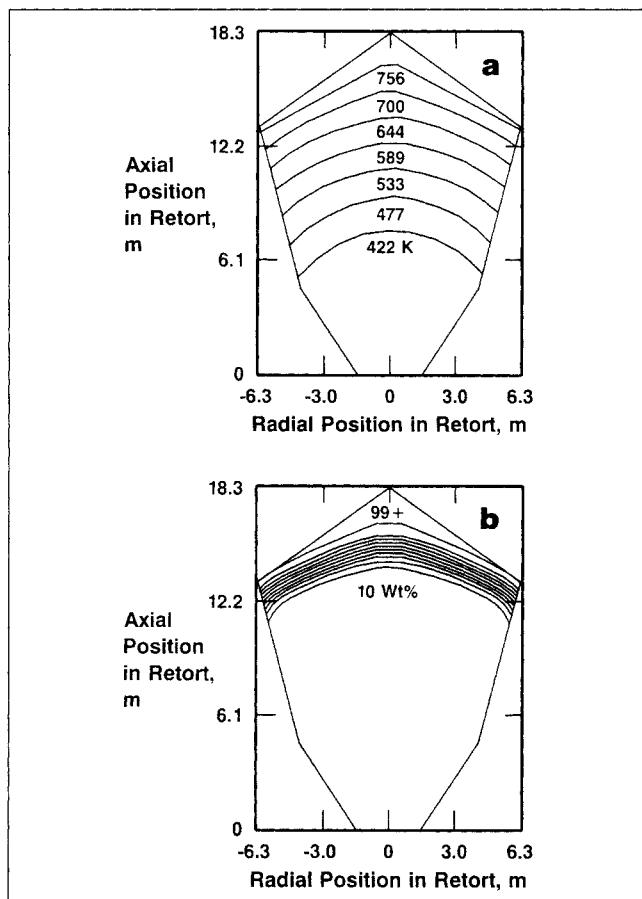 18.3
a
756
700
644
589
533
477
422 K
12.2
6.1
0
Axial
Position
in Retort,
m
-6.3 -3.0 0 3.0 6.3
Radial Position in Retort, m
18.3
b
99+
10 Wt%
12.2
6.1
0
Axial
Position
in Retort,
m
-6.3 -3.0 0 3.0 6.3
Radial Position in Retort, m